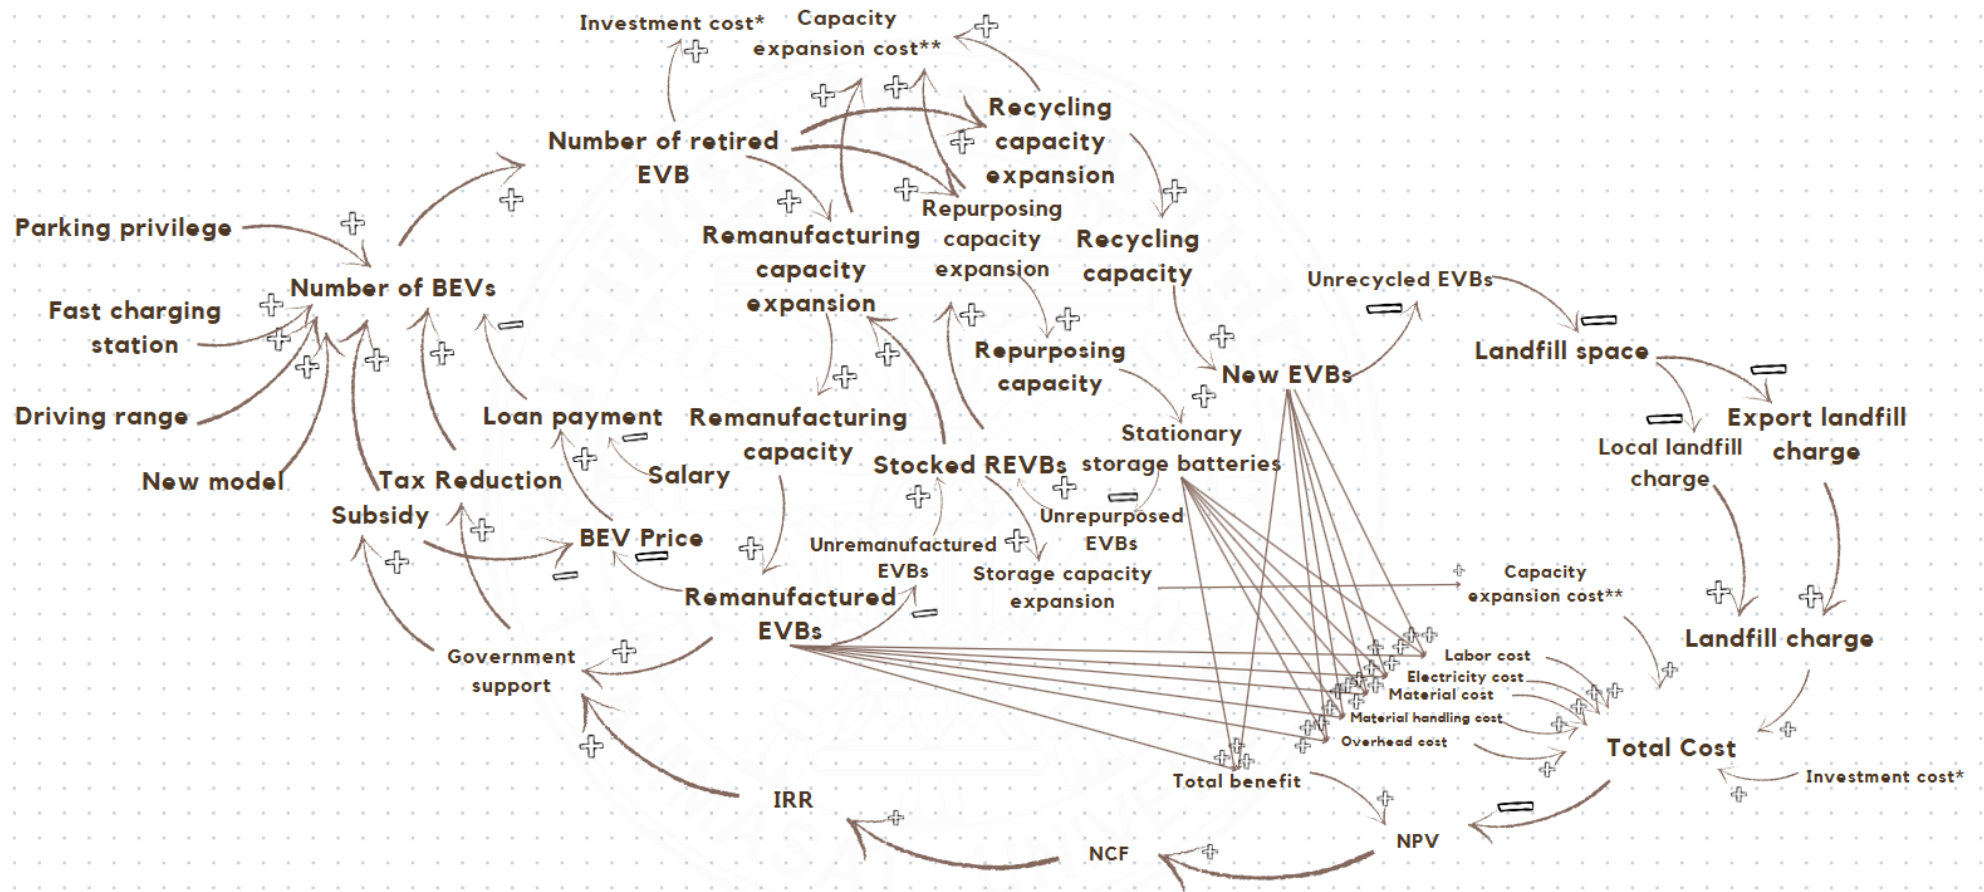 Investment cost*
Capacity
expansion cost**
Recycling
capacity
expansion
Number of retired
EVB
Parking privilege
Repurposing
capacity
expansion
Remanufacturing
capacity
expansion
Recycling
capacity
Number of BEVs
Unrecycled EVBs
Fast charging
station
Repurposing
capacity
Landfill space
New EVBs
Driving range
Loan payment
Remanufacturing
capacity
Export landfill
charge
Stationary
storage batteries
Local landfill
charge
New model
Tax Reduction
Salary
Stocked REVBs
Subsidy
Unrepurposed
EVBs
BEV Price
Unremanufactured
EVBs
Storage capacity
expansion
Capacity
expansion cost**
Remanufactured
EVBs
Landfill charge
Government
support
Labor cost
Electricity cost
Material cost
Material handling cost
Overhead cost
Total Cost
Total benefit
Investment cost*
IRR
NPV
NCF